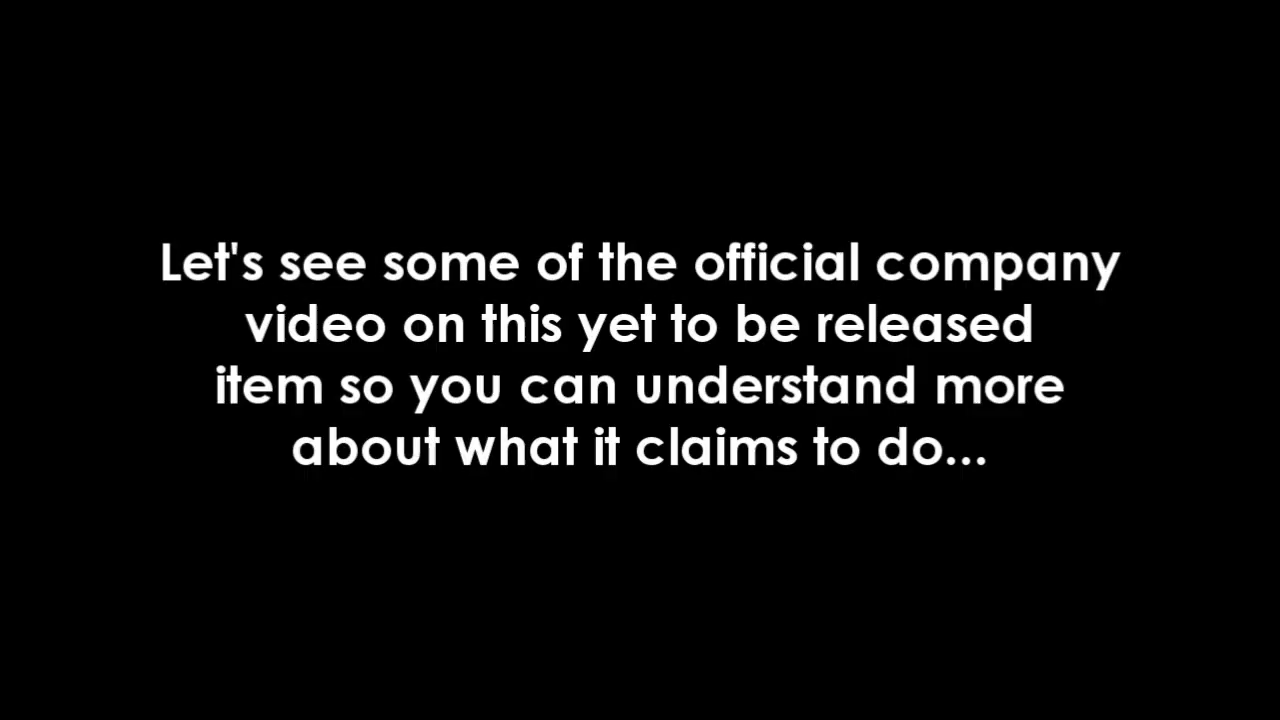 Let's see some of the official company
video on this yet to be released
item so you can understand more
about what it claims to do...